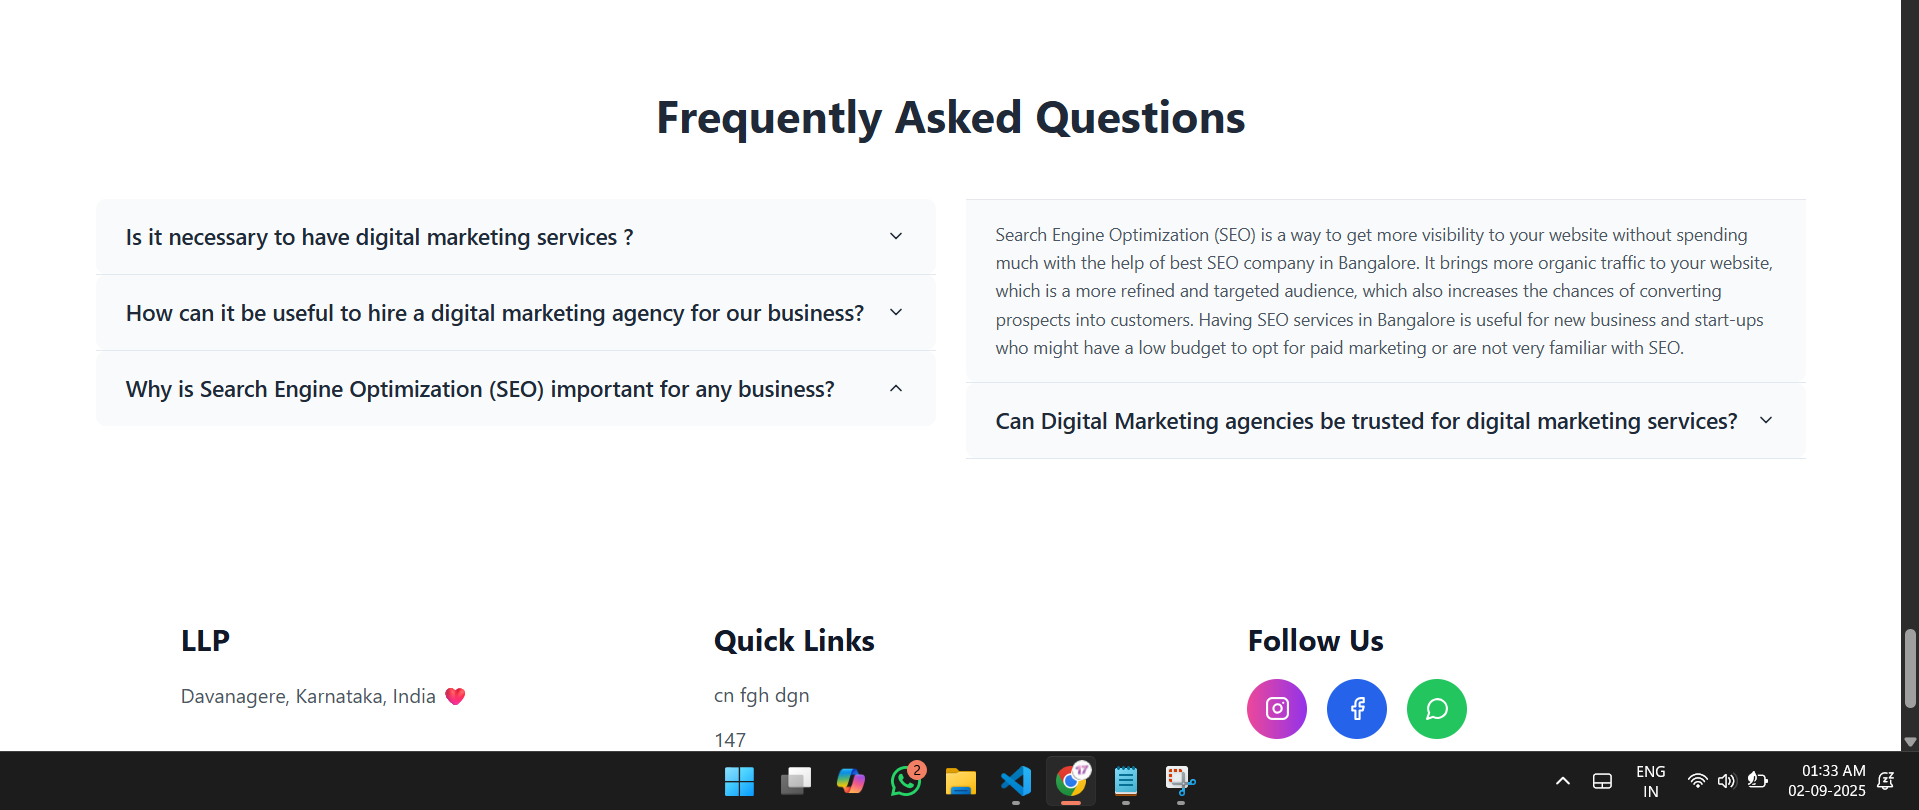 Frequently Asked Questions
Is it necessary to have digital marketing services ?
How can it be useful to hire a digital marketing agency for our business?
Why is Search Engine Optimization (SEO) important for any business?
Search Engine Optimization (SEO) is a way to get more visibility to your website without spending
much with the help of best SEO company in Bangalore. It brings more organic traffic to your website,
which is a more refined and targeted audience, which also increases the chances of converting
prospects into customers. Having SEO services in Bangalore is useful for new business and start-ups
who might have a low budget to opt for paid marketing or are not very familiar with SEO.
Can Digital Marketing agencies be trusted for digital marketing services?
LLP
Davanagere, Karnataka, India
Quick Links
cn fgh dgn
147
Follow Us
2
17
ENG
IN
01:33 AM
02-09-2025